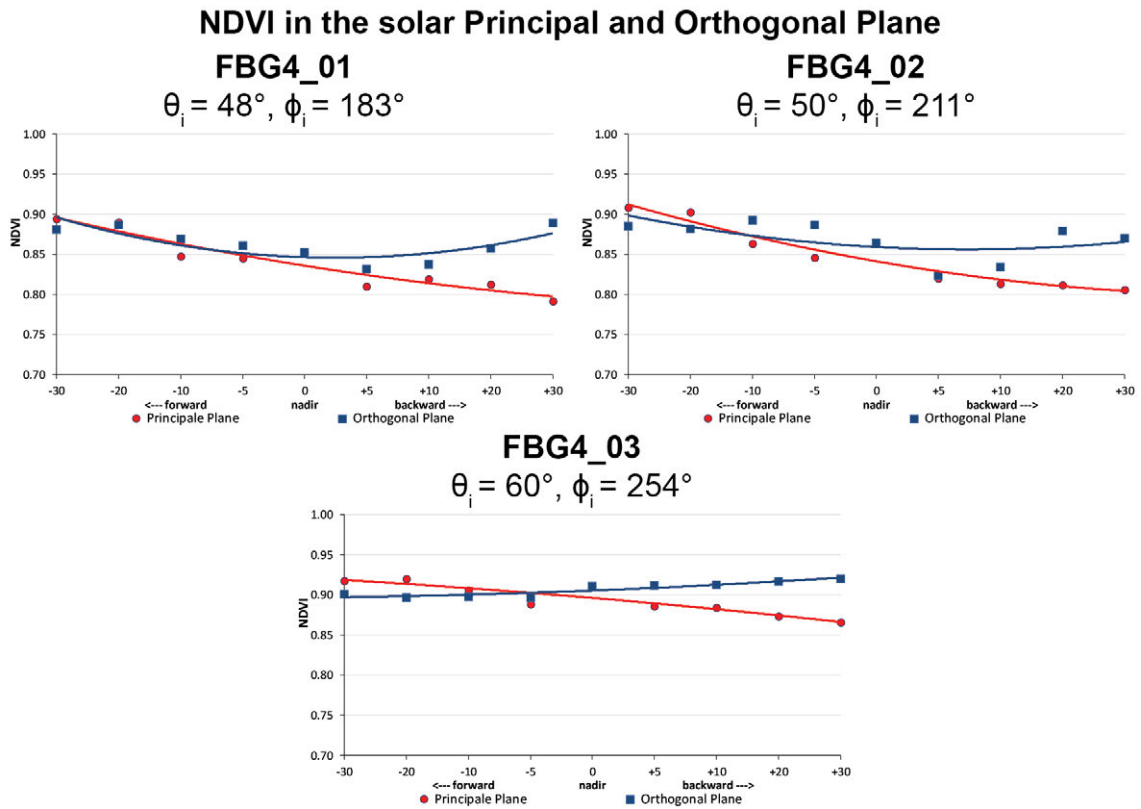 NDVI in the solar Principal and Orthogonal Plane
FBG4_01
θi = 48°, ϕi = 183°
1.00
0.95
0.90
0.85
0.80
0.75
0.70
NDVI
-30 -20 -10 -5 0 +5 +10 +20 +30
<--- forward nadir backward --->
Principale Plane Orthogonal Plane
FBG4_02
θi = 50°, ϕi = 211°
1.00
0.95
0.90
0.85
0.80
0.75
0.70
NDVI
-30 -20 -10 -5 0 +5 +10 +20 +30
<--- forward nadir backward --->
Principale Plane Orthogonal Plane
FBG4_03
θi = 60°, ϕi = 254°
1.00
0.95
0.90
0.85
0.80
0.75
0.70
NDVI
-30 -20 -10 -5 0 +5 +10 +20 +30
<--- forward nadir backward --->
Principale Plane Orthogonal Plane